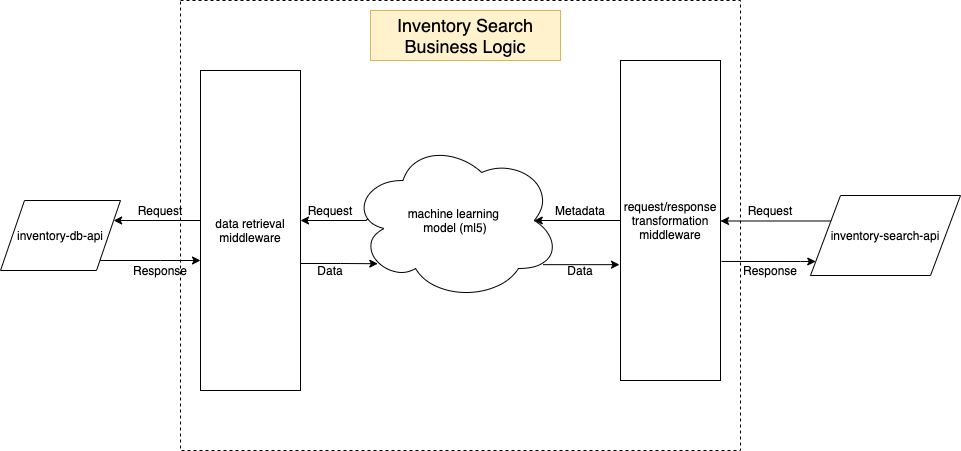 Inventory Search
Business Logic
inventory-db-api
Request
Response
data retrieval
middleware
Request
Data
machine learning
model (ml5)
Metadata
Data
request/response
transformation
middleware
Request
Response
inventory-search-api